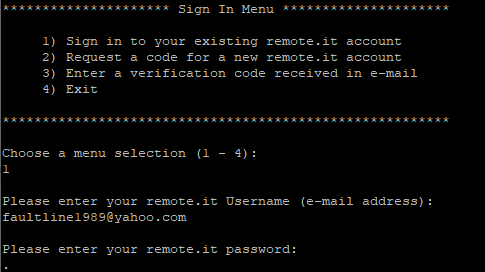 ********************* Sign In Menu *********************
1) Sign in to your existing remote.it account
2) Request a code for a new remote.it account
3) Enter a verification code received in e-mail
4) Exit
********************************************************
Choose a menu selection (1 - 4):
1
Please enter your remote.it Username (e-mail address):
faultline1989@yahoo.com
Please enter your remote.it password:
.